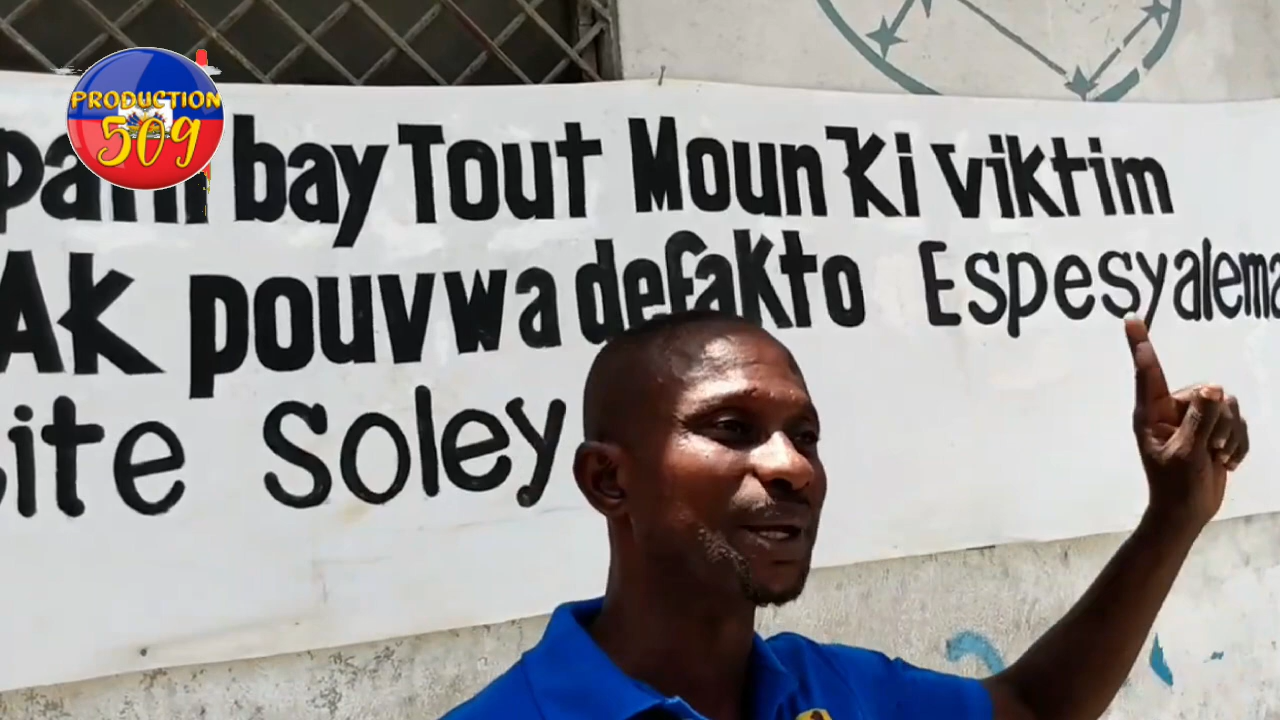 PRODUCTION
509
bay Tout Moun ki viktim
Ak pouvwa defakto Espesyalema
site Soley